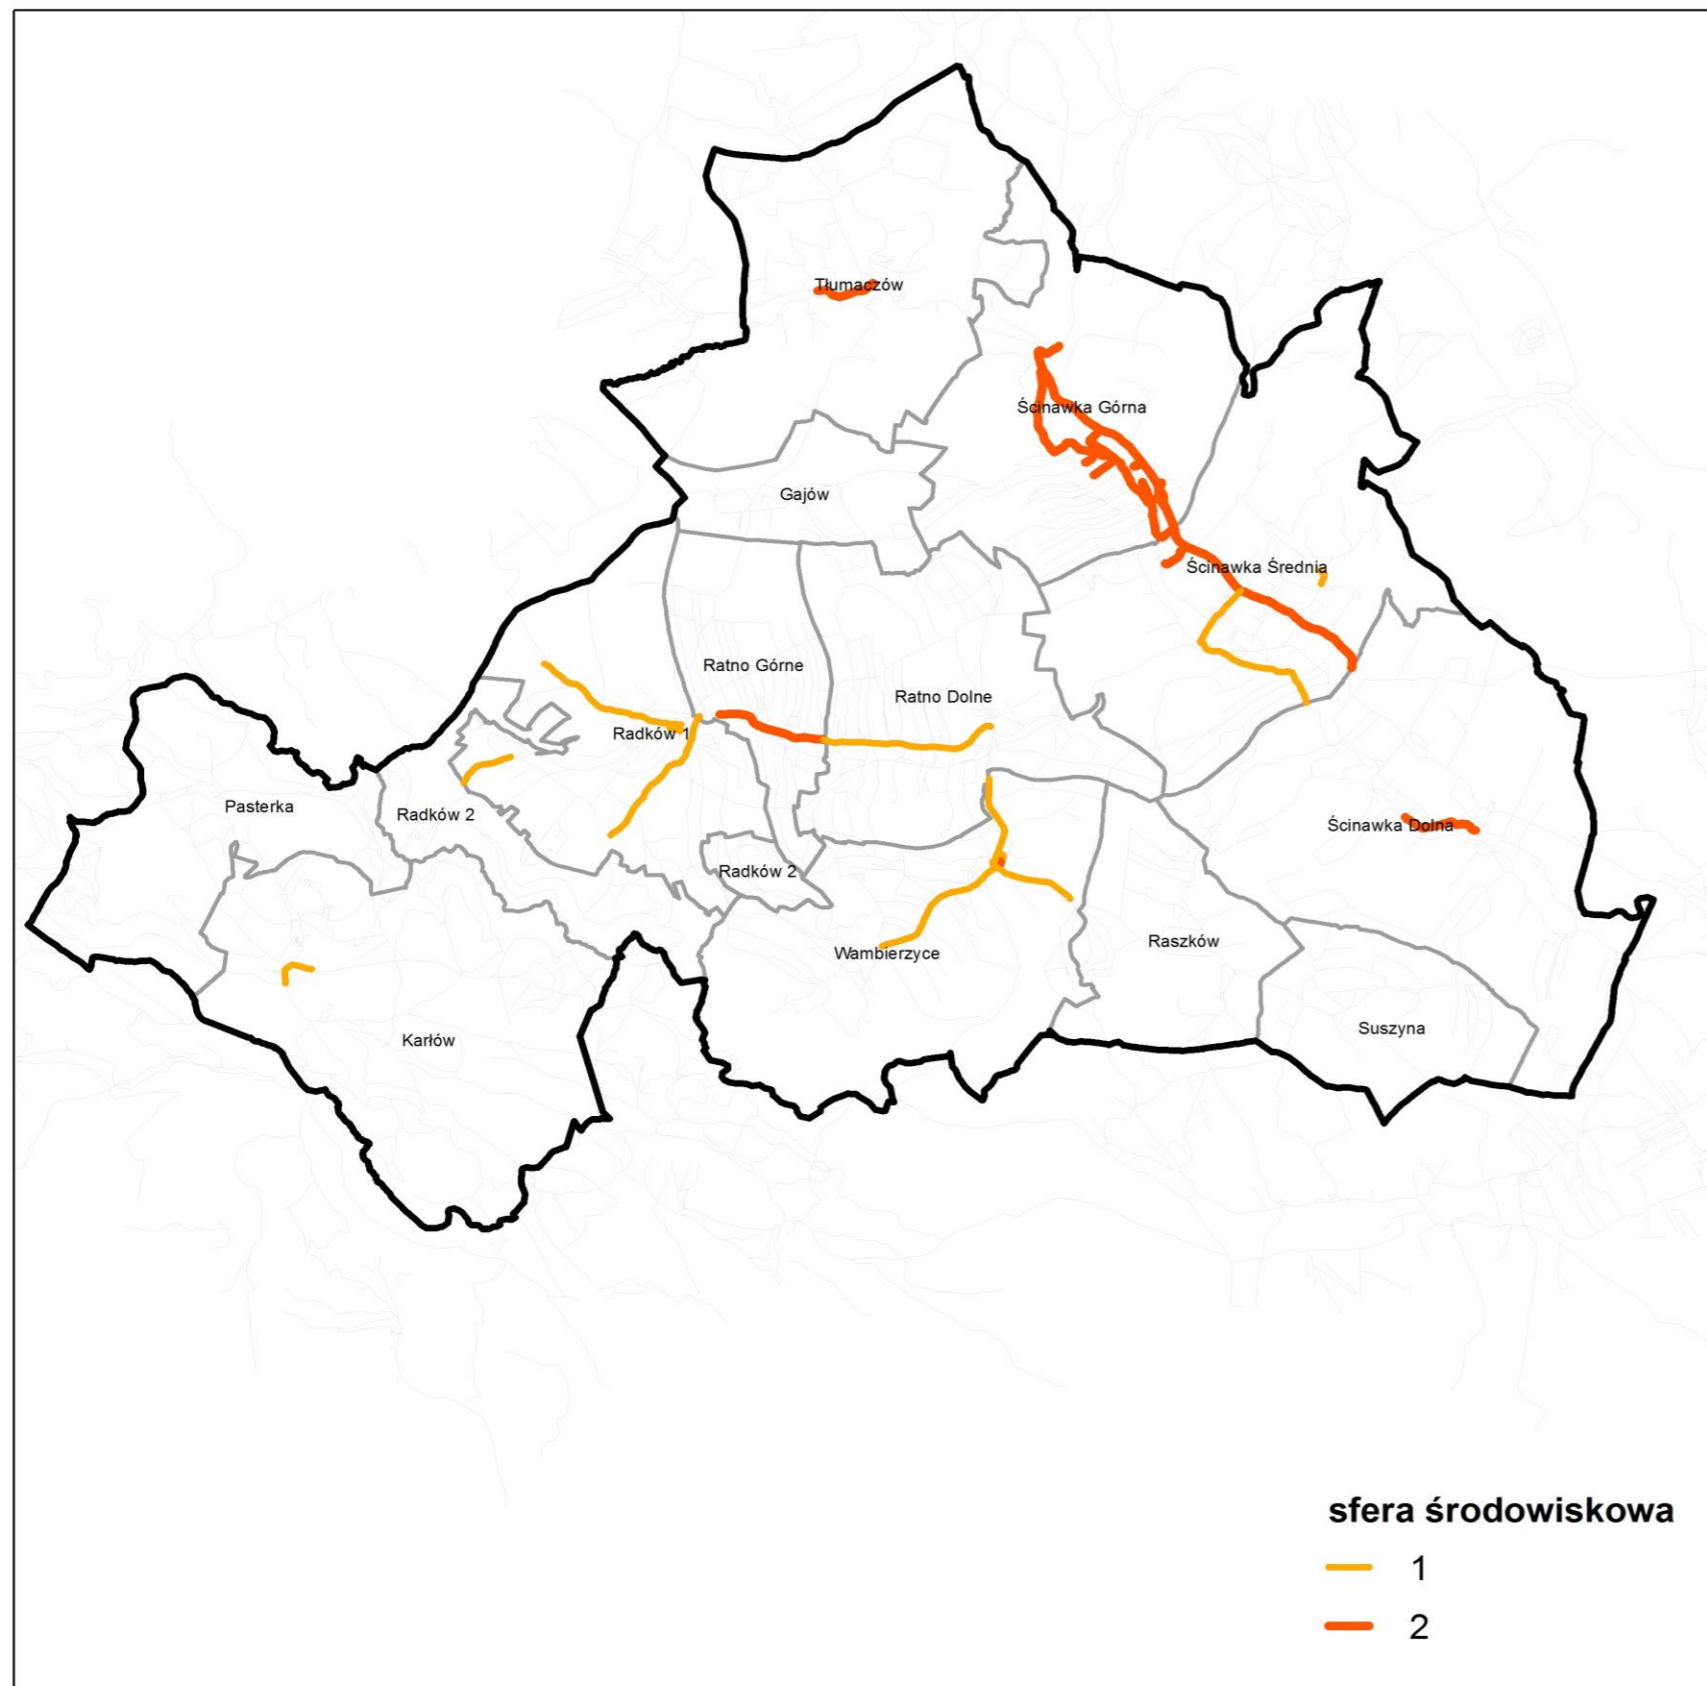 Tłumaczów
Ścinawka Górna
Gajów
Ścinawka Średnia
Ratno Górne
Ratno Dolne
Radków 1
Pasterka
Radków 2
Ścinawka Dolna
Radków 2
Raszków
Wambierzyce
Suszyna
Karłów
sfera środowiskowa
1
2